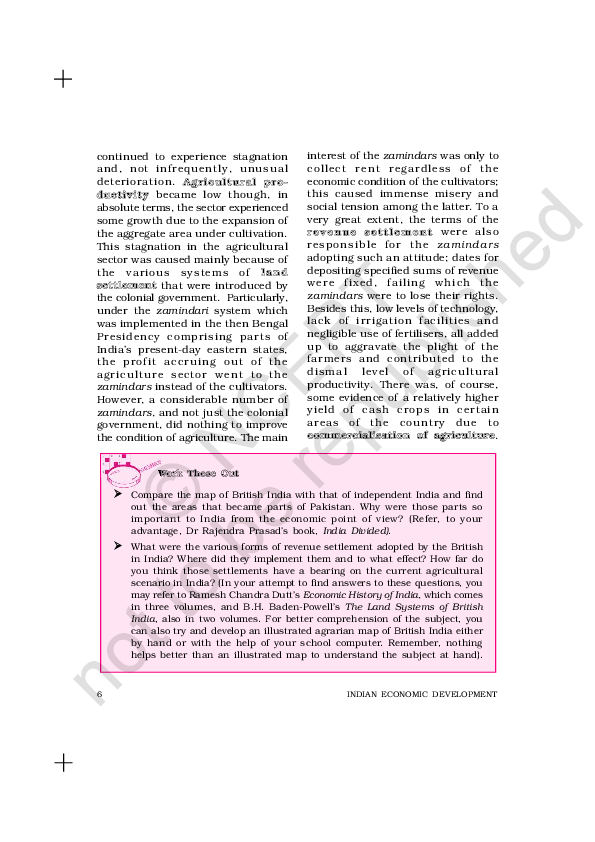 continued to experience stagnation
and, not infrequently, unusual
deterioration. Agricultural pro-
ductivity became low though, in
absolute terms, the sector experienced
some growth due to the expansion of
the aggregate area under cultivation.
This stagnation in the agricultural
sector was caused mainly because of
the various systems of land
settlement that were introduced by
the colonial government. Particularly,
under the zamindari system which
was implemented in the then Bengal
Presidency comprising parts of
India's present-day eastern states,
the profit accruing out of the
agriculture sector went to the
zamindars instead of the cultivators.
However, a considerable number of
zamindars, and not just the colonial
government, did nothing to improve
the condition of agriculture. The main
interest of the zamindars was only to
collect rent regardless of the
economic condition of the cultivators;
this caused immense misery and
social tension among the latter. To a
very great extent, the terms of the
revenue settlement were also
responsible for the zamindars
adopting such an attitude; dates for
depositing specified sums of revenue
were fixed, failing which the
zamindars were to lose their rights.
Besides this, low levels of technology,
lack of irrigation facilities and
negligible use of fertilisers, all added
up to aggravate the plight of the
farmers and contributed to the
dismal level of agricultural
productivity. There was, of course,
some evidence of a relatively higher
yield of cash crops in certain
areas of the country due to
commercialisation of agriculture.
Work These Out
➢ Compare the map of British India with that of independent India and find
out the areas that became parts of Pakistan. Why were those parts so
important to India from the economic point of view? (Refer, to your
advantage, Dr Rajendra Prasad's book, India Divided).
➢ What were the various forms of revenue settlement adopted by the British
in India? Where did they implement them and to what effect? How far do
you think those settlements have a bearing on the current agricultural
scenario in India? (In your attempt to find answers to these questions, you
may refer to Ramesh Chandra Dutt's Economic History of India, which comes
in three volumes, and B.H. Baden-Powell's The Land Systems of British
India, also in two volumes. For better comprehension of the subject, you
can also try and develop an illustrated agrarian map of British India either
by hand or with the help of your school computer. Remember, nothing
helps better than an illustrated map to understand the subject at hand).
6 INDIAN ECONOMIC DEVELOPMENT
© NCERT
not to be republished